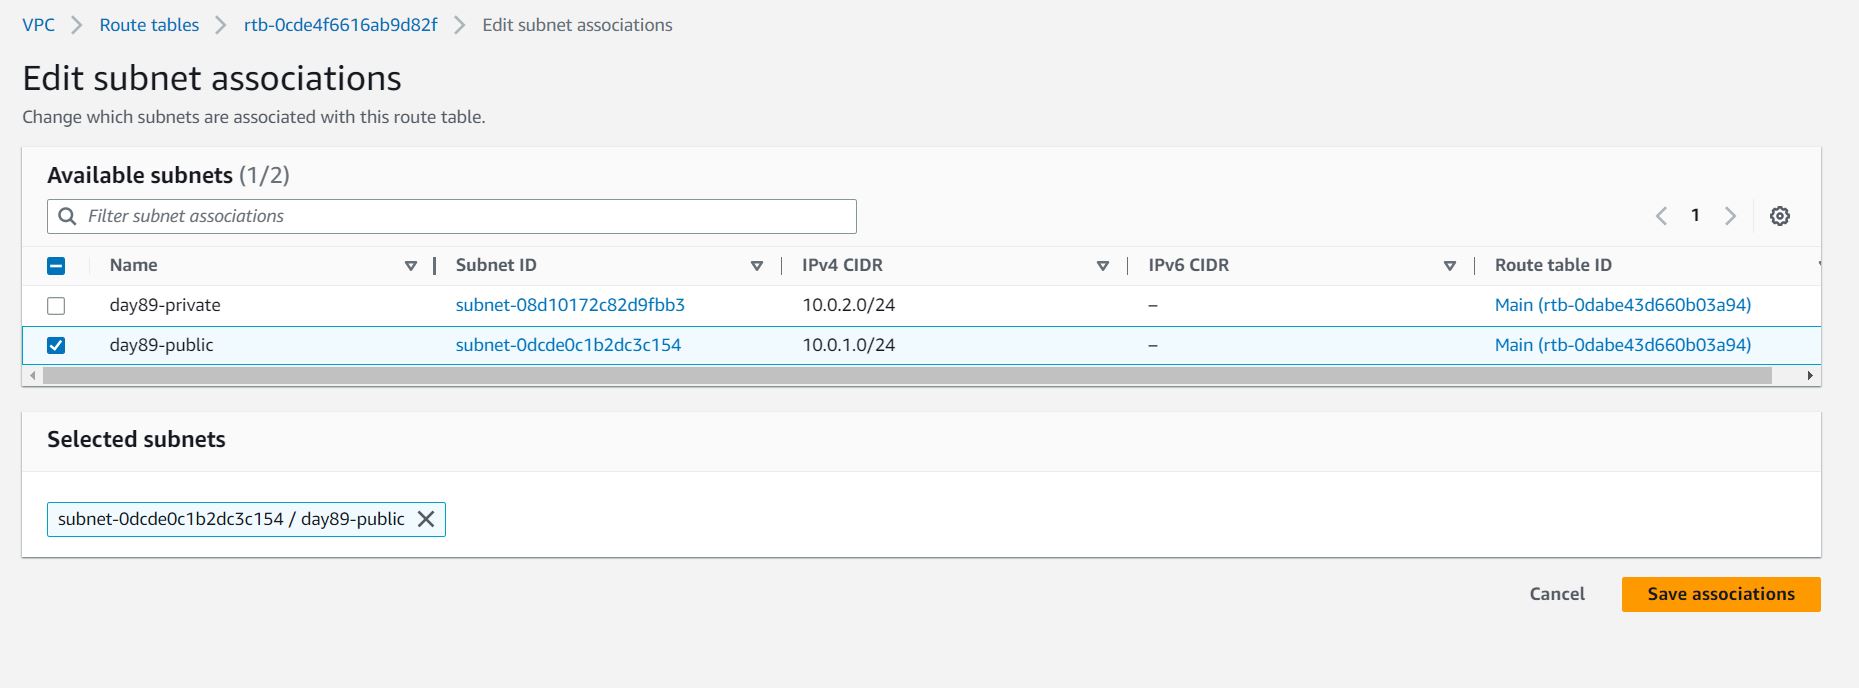 VPC > Route tables > rtb-0cde4f6616ab9d82f > Edit subnet associations
Edit subnet associations
Change which subnets are associated with this route table.
Available subnets (1/2)
Filter subnet associations
1
Name Subnet ID IPv4 CIDR IPv6 CIDR Route table ID
day89-private subnet-08d10172c82d9fbb3 10.0.2.0/24 – Main (rtb-0dabe43d660b03a94)
day89-public subnet-0dcde0c1b2dc3c154 10.0.1.0/24 – Main (rtb-0dabe43d660b03a94)
Selected subnets
subnet-0dcde0c1b2dc3c154 / day89-public
Cancel Save associations